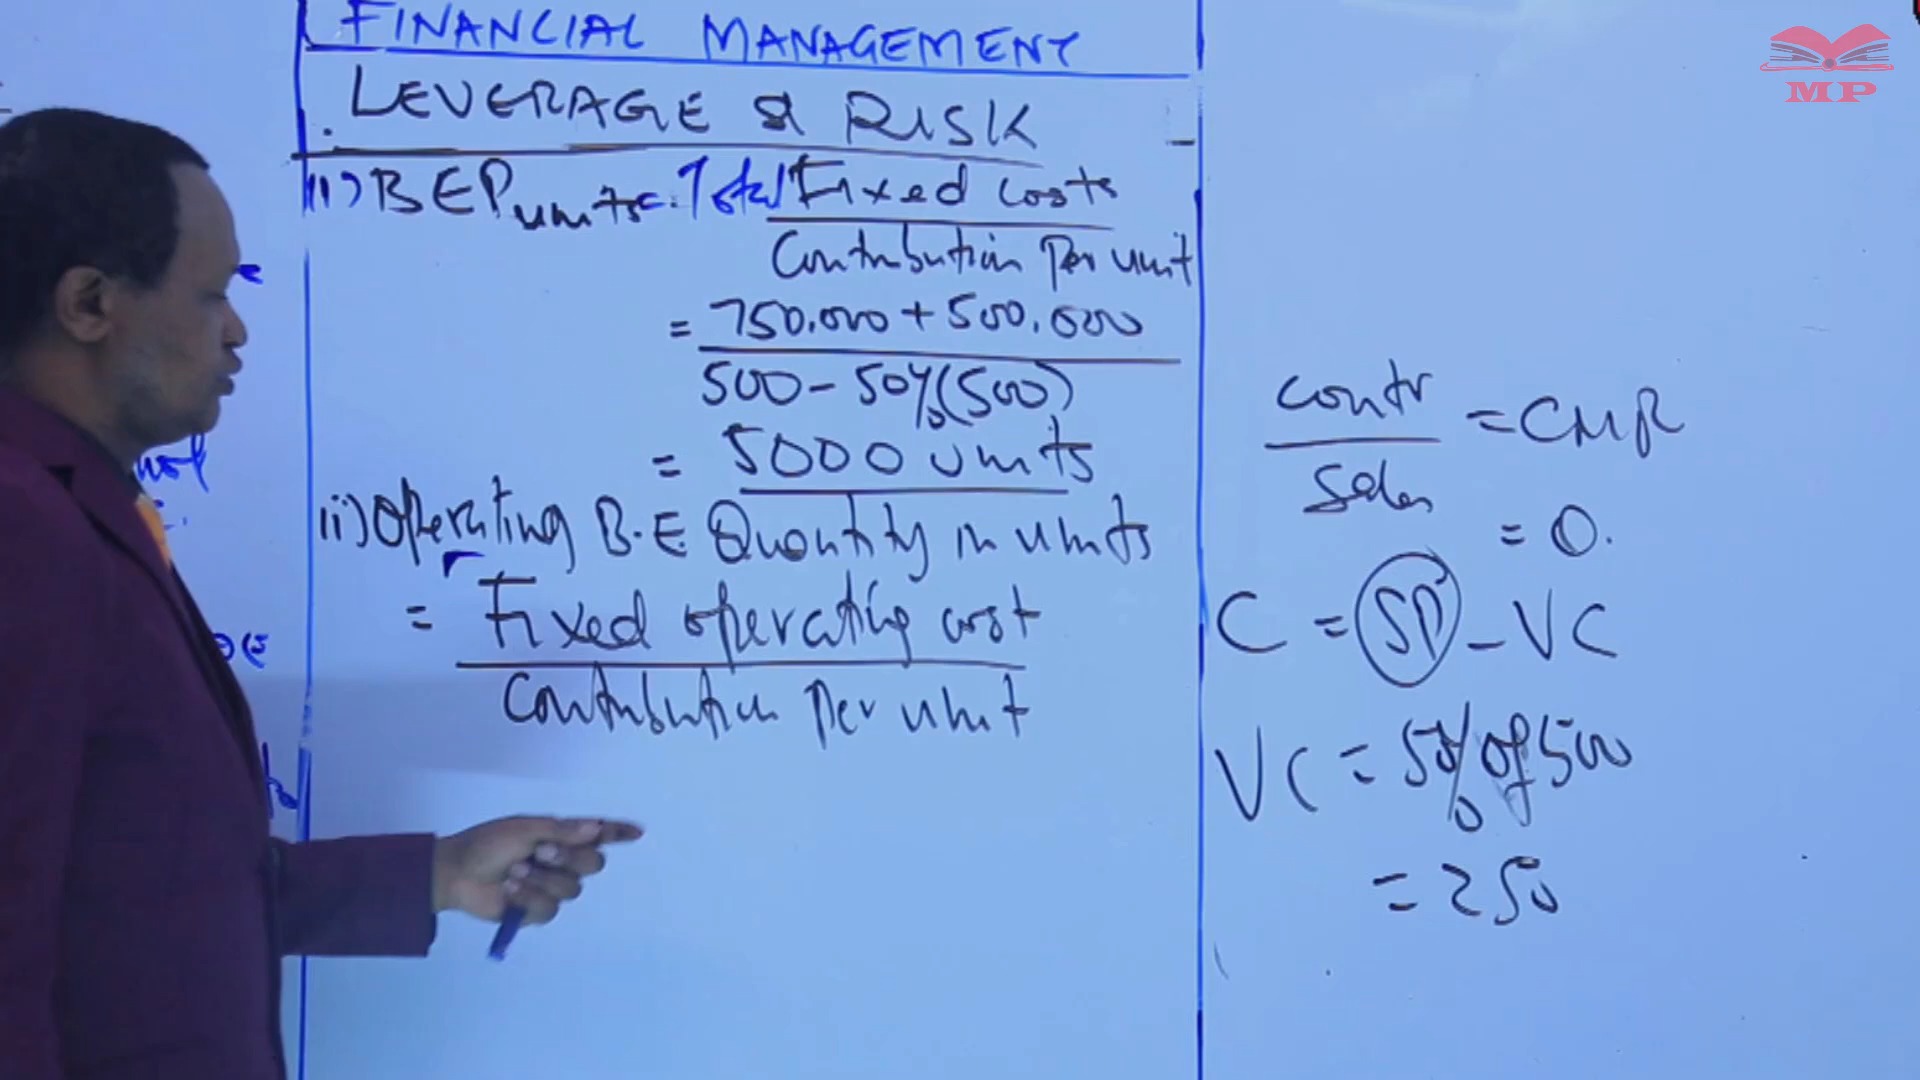 FINANCIAL MANAGEMENT
LEVERAGE & RISK
ii) BEP units = Total Fixed costs
Contribution per unit
= 750.000 + 500.000
500 - 50%(500)
= 5000 units
ii) Operating B.E. Quantity in units
= Fixed operating cost
Contribution per unit
contr
Sales
= CMR
= 0.
C = SP - VC
VC = 50% of 500
= 250
MP